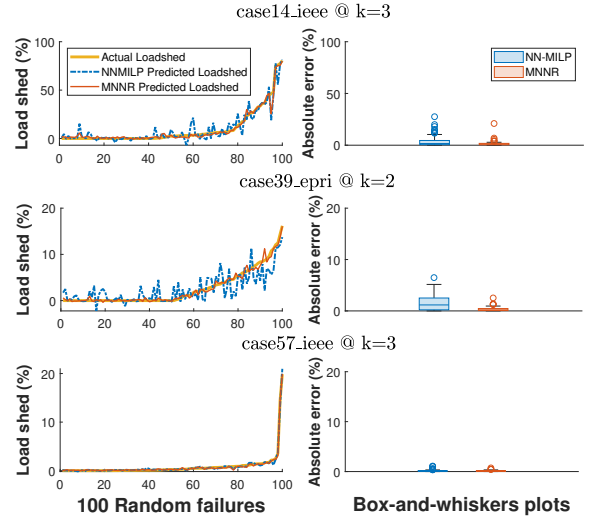 case14_ieee @ k=3
Load shed (%)
100
50
0
0 20 40 60 80 100
Actual Loadshed
NNMILP Predicted Loadshed
MNNR Predicted Loadshed
Absolute error (%)
100
50
0
NN-MILP
MNNR
case39_epri @ k=2
Load shed (%)
20
10
0
0 20 40 60 80 100
Absolute error (%)
20
10
0
case57_ieee @ k=3
Load shed (%)
20
10
0
0 20 40 60 80 100
100 Random failures
Absolute error (%)
20
10
0
Box-and-whiskers plots